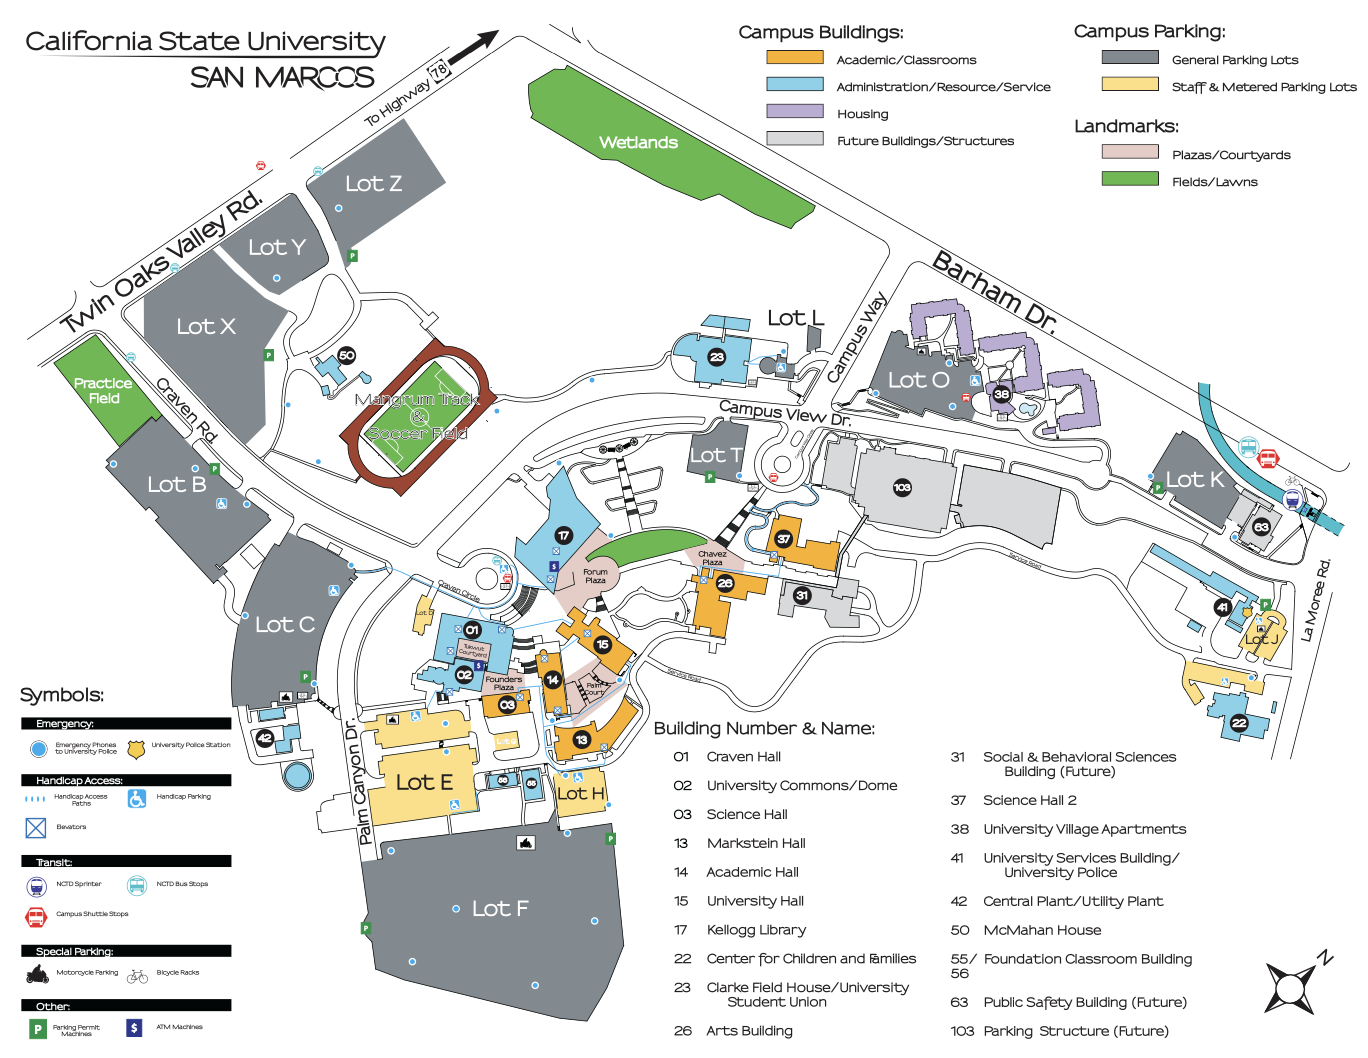 California State University
SAN MARCOS
To Highway 78
Campus Buildings:
Academic/Classrooms
Administration/Resource/Service
Housing
Future Buildings/Structures
Campus Parking:
General Parking Lots
Staff & Metered Parking Lots
Landmarks:
Plazas/Courtyards
Fields/Lawns
Wetlands
Lot Z
Twin Oaks Valley Rd.
Lot Y
Lot X
Barham Dr.
Campus Way
Lot L
23
50
Lot O
38
Practice
Field
Craven Rd.
Mangrum Track
&
Soccer Field
Campus View Dr.
Lot T
Lot B
103
Lot K
63
17
37
Chavez
Plaza
Forum
Plaza
Service Road
26
31
Craven Circle
Lot C
01
Tukwut
Courtyard
02
15
41
Lot J
La Moree Rd.
Founders
Plaza
14
Palm
Court
Service Road
03
13
22
42
Palm Canyon Dr.
Lot E
Lot H
Lot F
P
P
P
P
P
P
P
P
P
$
$
Symbols:
Emergency:
Emergency Phones
to University Police
University Police Station
Handicap Access:
Handicap Access
Paths
Handicap Parking
Elevators
Transit:
NCTD Sprinter
NCTD Bus Stops
Campus Shuttle Stops
Special Parking:
Motorcycle Parking
Bicycle Racks
Other:
P
Parking Permit
Machines
$
ATM Machines
Building Number & Name:
01 Craven Hall
02 University Commons/Dome
03 Science Hall
13 Markstein Hall
14 Academic Hall
15 University Hall
17 Kellogg Library
22 Center for Children and Families
23 Clarke Field House/University
Student Union
26 Arts Building
31 Social & Behavioral Sciences
Building (Future)
37 Science Hall 2
38 University Village Apartments
41 University Services Building/
University Police
42 Central Plant/Utility Plant
50 McMahan House
55/ Foundation Classroom Building
56
63 Public Safety Building (Future)
103 Parking Structure (Future)
N